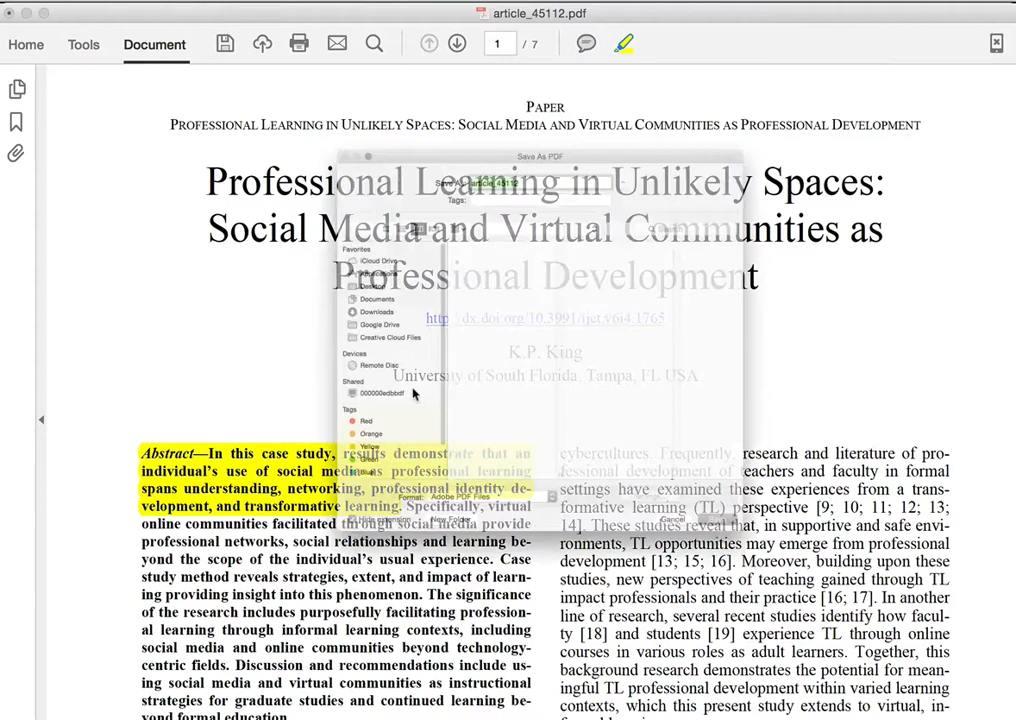 article_45112.pdf
Home Tools Document 1 / 7
PAPER
PROFESSIONAL LEARNING IN UNLIKELY SPACES: SOCIAL MEDIA AND VIRTUAL COMMUNITIES AS PROFESSIONAL DEVELOPMENT
Save As PDF
Professional Learning in Unlikely Spaces:
Social Media and Virtual Communities as
Professional Development
Save As: article_45112
Tags:
Search
Favorites
iCloud Drive
Applications
Desktop
Documents
Downloads
Google Drive
Creative Cloud Files
Devices
Remote Disc
Shared
000000edbbdf
Tags
Red
Orange
Yellow
Green
Blue
Format: Adobe PDF Files
Hide extension New Folder Cancel
http://dx.doi.org/10.3991/ijet.v6i4.1765
K.P. King
University of South Florida, Tampa, FL USA
Abstract—In this case study, results demonstrate that an
individual's use of social media as professional learning
spans understanding, networking, professional identity de-
velopment, and transformative learning. Specifically, virtual
online communities facilitated through social media provide
professional networks, social relationships and learning be-
yond the scope of the individual's usual experience. Case
study method reveals strategies, extent, and impact of learn-
ing providing insight into this phenomenon. The significance
of the research includes purposefully facilitating profession-
al learning through informal learning contexts, including
social media and online communities beyond technology-
centric fields. Discussion and recommendations include us-
ing social media and virtual communities as instructional
strategies for graduate studies and continued learning be-
yond formal education.
cybercultures. Frequently, research and literature of pro-
fessional development of teachers and faculty in formal
settings have examined these experiences from a trans-
formative learning (TL) perspective [9; 10; 11; 12; 13;
14]. These studies reveal that, in supportive and safe envi-
ronments, TL opportunities may emerge from professional
development [13; 15; 16]. Moreover, building upon these
studies, new perspectives of teaching gained through TL
impact professionals and their practice [16; 17]. In another
line of research, several recent studies identify how facul-
ty [18] and students [19] experience TL through online
courses in various roles as adult learners. Together, this
background research demonstrates the potential for mean-
ingful TL professional development within varied learning
contexts, which this present study extends to virtual, in-